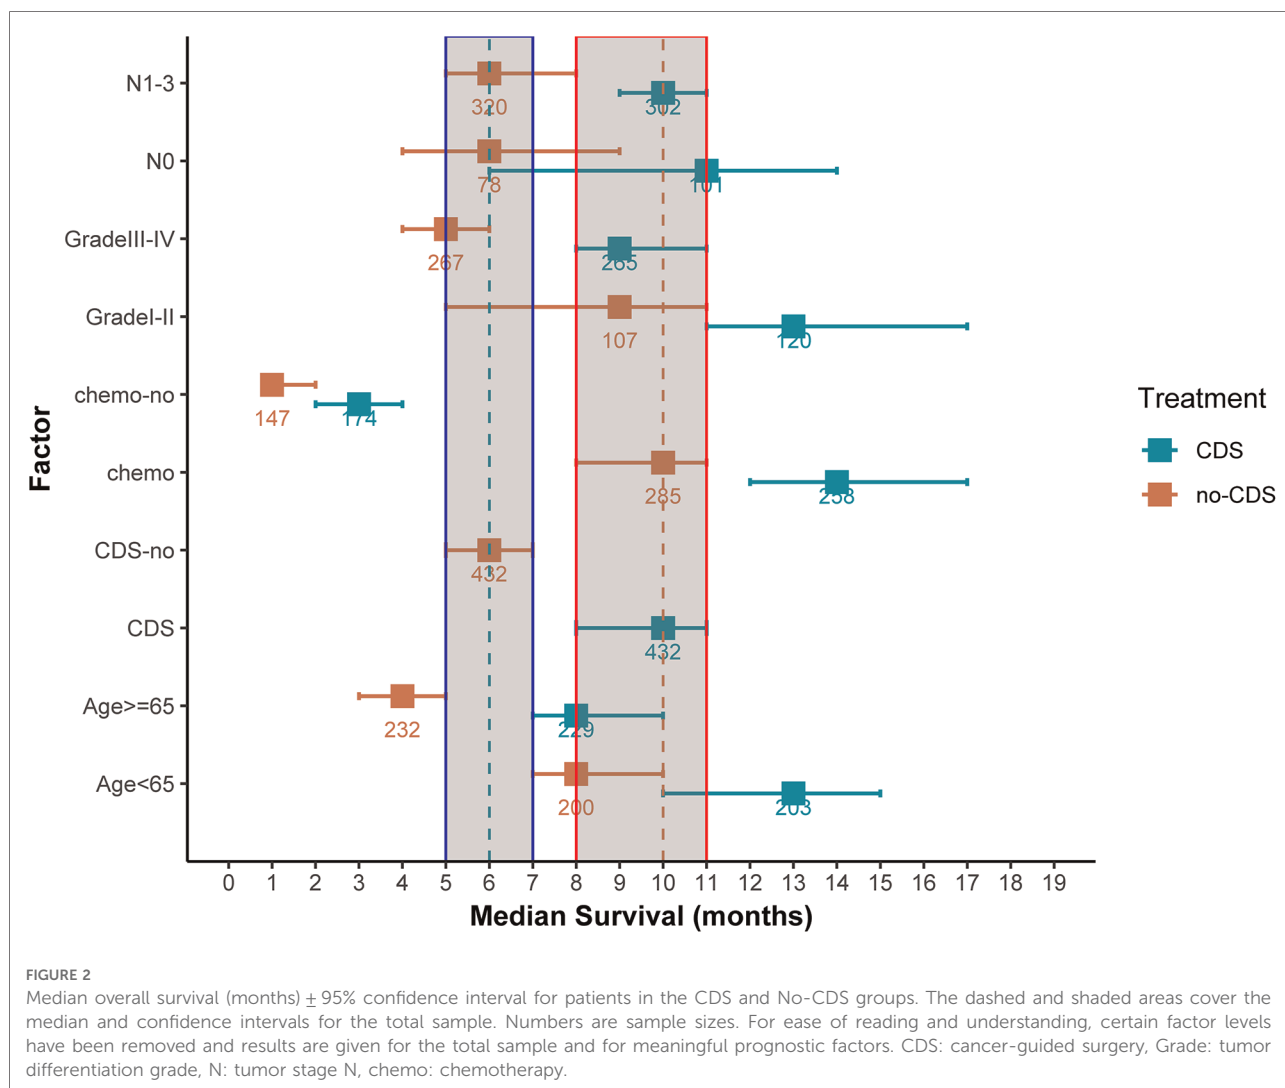 N1-3
320
302
N0
78
101
GradeIII-IV
267
265
GradeI-II
107
120
chemo-no
147
174
chemo
285
258
CDS-no
432
CDS
432
Age>=65
232
229
Age<65
200
203
Factor
0 1 2 3 4 5 6 7 8 9 10 11 12 13 14 15 16 17 18 19
Median Survival (months)
Treatment
CDS
no-CDS
FIGURE 2
Median overall survival (months) ± 95% confidence interval for patients in the CDS and No-CDS groups. The dashed and shaded areas cover the
median and confidence intervals for the total sample. Numbers are sample sizes. For ease of reading and understanding, certain factor levels
have been removed and results are given for the total sample and for meaningful prognostic factors. CDS: cancer-guided surgery, Grade: tumor
differentiation grade, N: tumor stage N, chemo: chemotherapy.